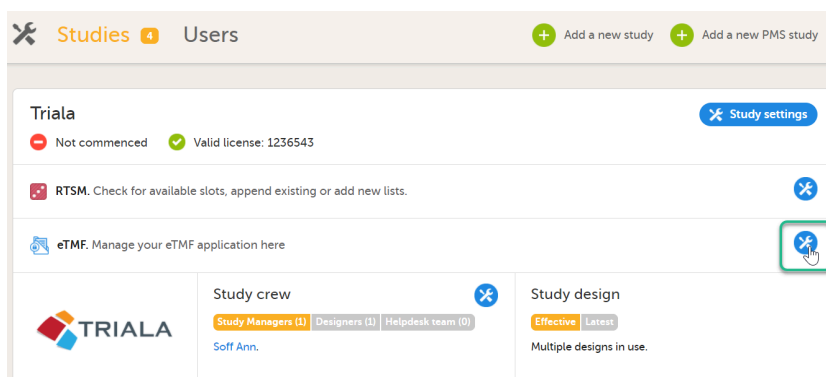 Studies 4 Users
Add a new study Add a new PMS study
Triala
Study settings
Not commenced Valid license: 1236543
RTSM. Check for available slots, append existing or add new lists.
eTMF. Manage your eTMF application here
TRIALA
Study crew
Study Managers (1) Designers (1) Helpdesk team (0)
Soff Ann.
Study design
Effective Latest
Multiple designs in use.